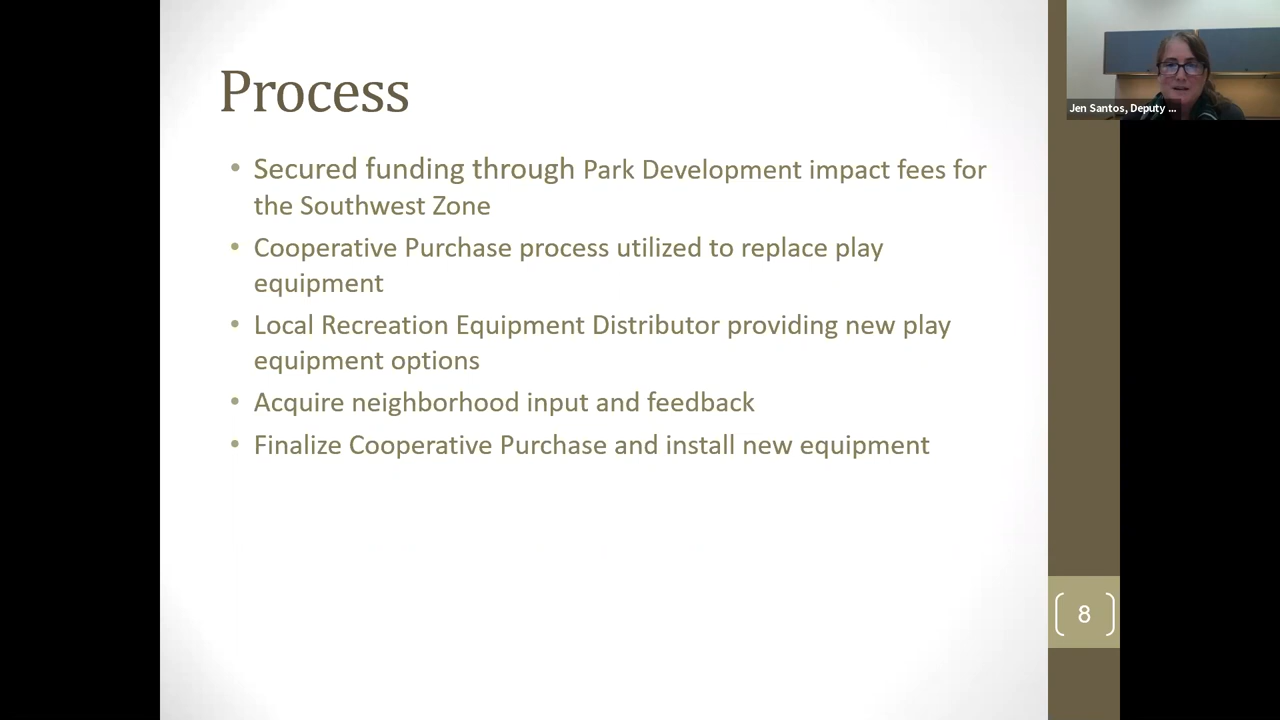 Process
Jen Santos, Deputy ...
• Secured funding through Park Development impact fees for
the Southwest Zone
• Cooperative Purchase process utilized to replace play
equipment
• Local Recreation Equipment Distributor providing new play
equipment options
• Acquire neighborhood input and feedback
• Finalize Cooperative Purchase and install new equipment
8